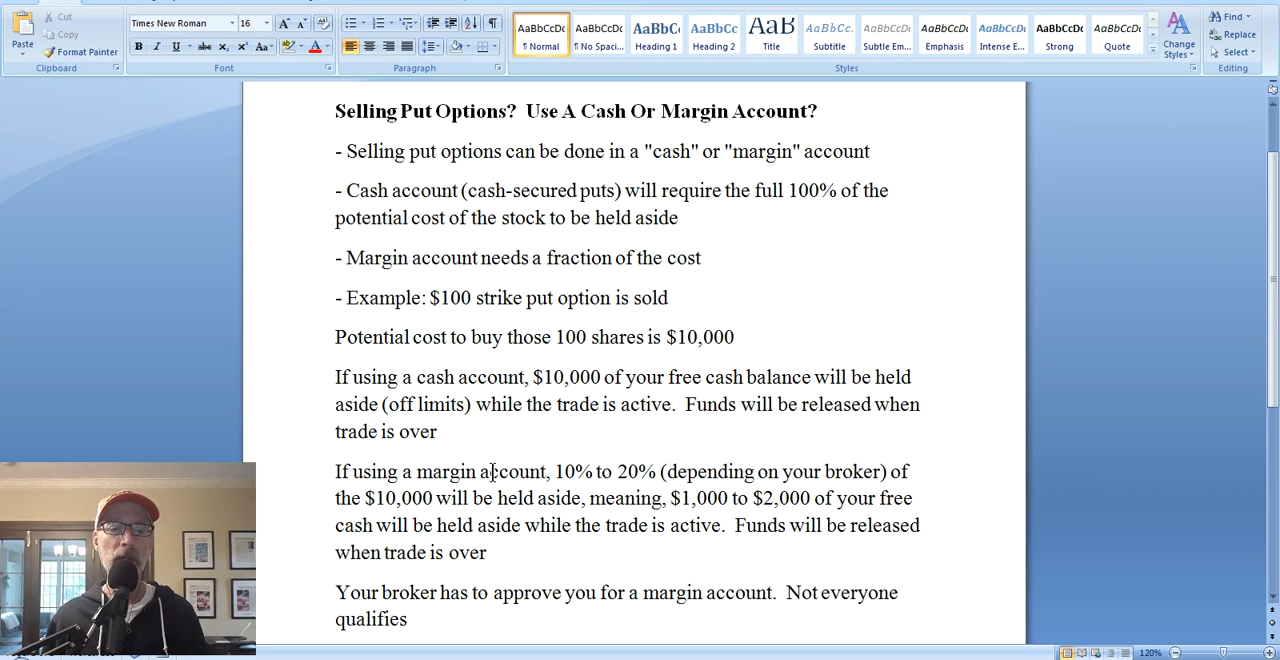 Cut
Copy
Paste
Format Painter
Clipboard
Times New Roman
16
Font
Paragraph
AaBbCcDc AaBbCcDc AaBbC AaBbCc AaB AaBbCc. AaBbCcDc AaBbCcDc AaBbCcDc AaBbCcDc AaBbCcDc
¶ Normal ¶ No Spaci... Heading 1 Heading 2 Title Subtitle Subtle Em... Emphasis Intense E... Strong Quote
Change
Styles
Styles
Find
Replace
Select
Editing
Selling Put Options?  Use A Cash Or Margin Account?
- Selling put options can be done in a "cash" or "margin" account
- Cash account (cash-secured puts) will require the full 100% of the
potential cost of the stock to be held aside
- Margin account needs a fraction of the cost
- Example: $100 strike put option is sold
Potential cost to buy those 100 shares is $10,000
If using a cash account, $10,000 of your free cash balance will be held
aside (off limits) while the trade is active.  Funds will be released when
trade is over
If using a margin account, 10% to 20% (depending on your broker) of
the $10,000 will be held aside, meaning, $1,000 to $2,000 of your free
cash will be held aside while the trade is active.  Funds will be released
when trade is over
Your broker has to approve you for a margin account.  Not everyone
qualifies
120%